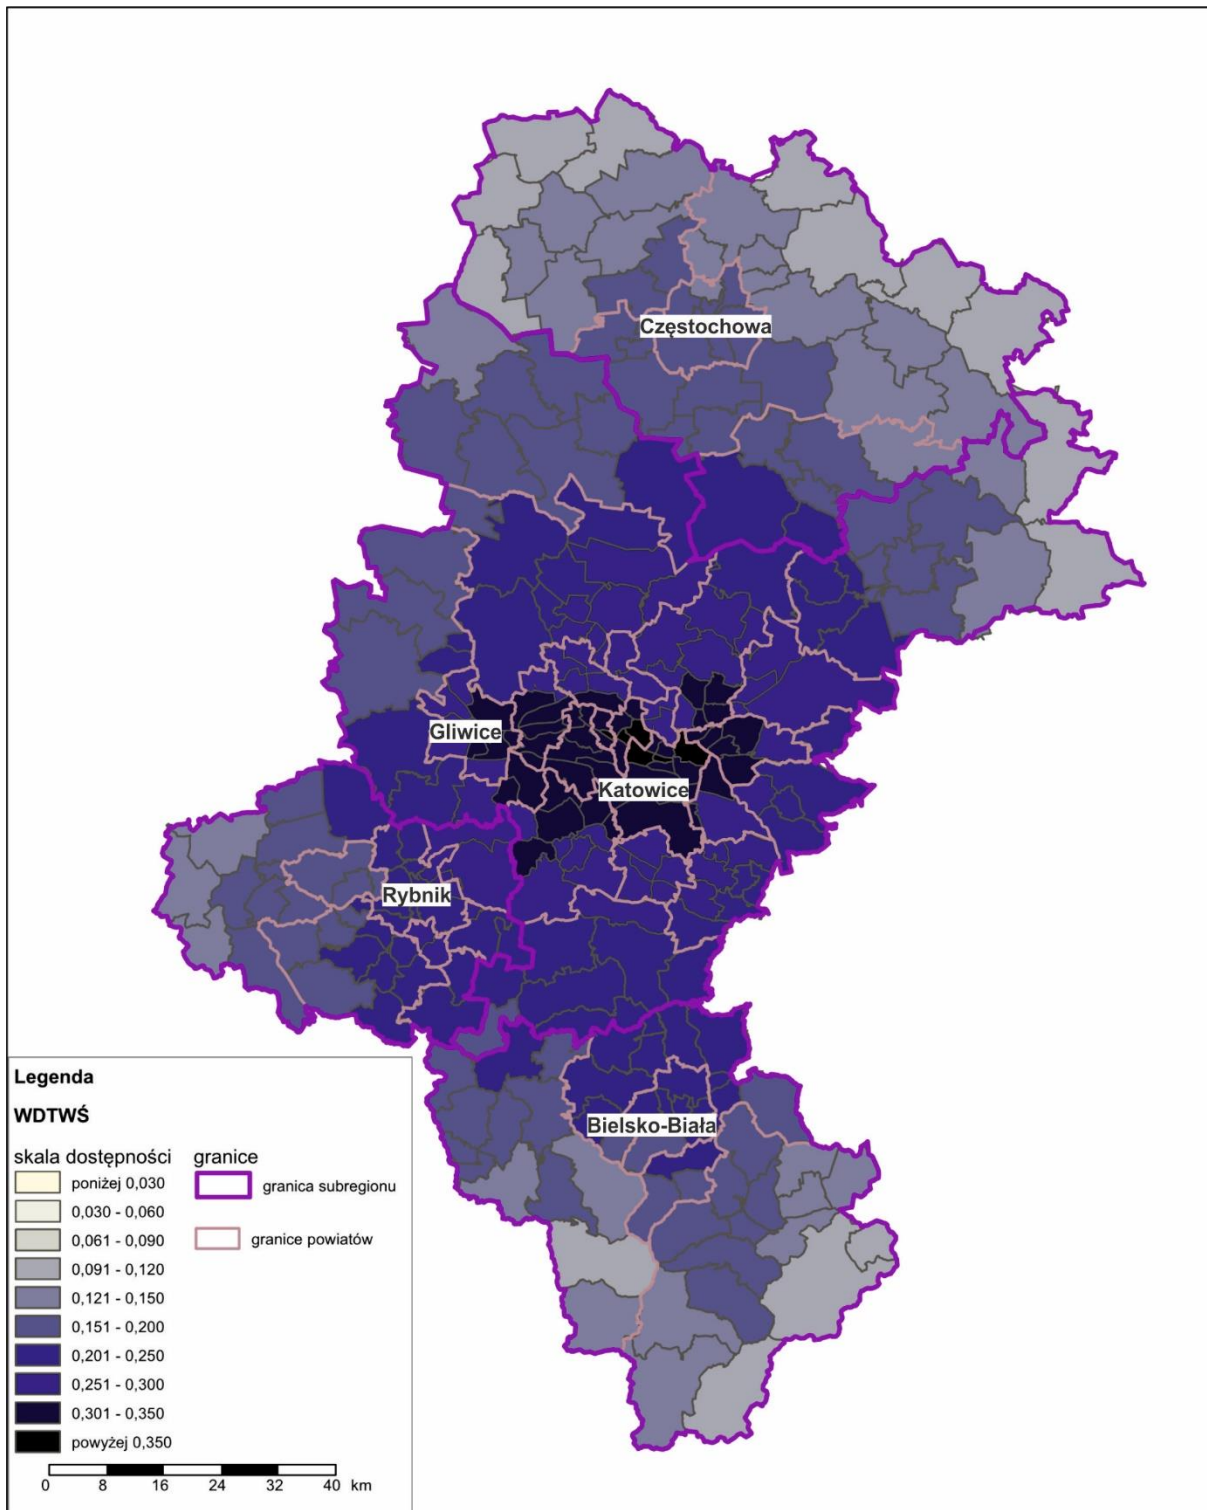 Częstochowa
Gliwice
Katowice
Rybnik
Bielsko-Biała
Legenda
WDTWŚ
skala dostępności
poniżej 0,030
0,030 - 0,060
0,061 - 0,090
0,091 - 0,120
0,121 - 0,150
0,151 - 0,200
0,201 - 0,250
0,251 - 0,300
0,301 - 0,350
powyżej 0,350
granice
granica subregionu
granice powiatów
0 8 16 24 32 40 km